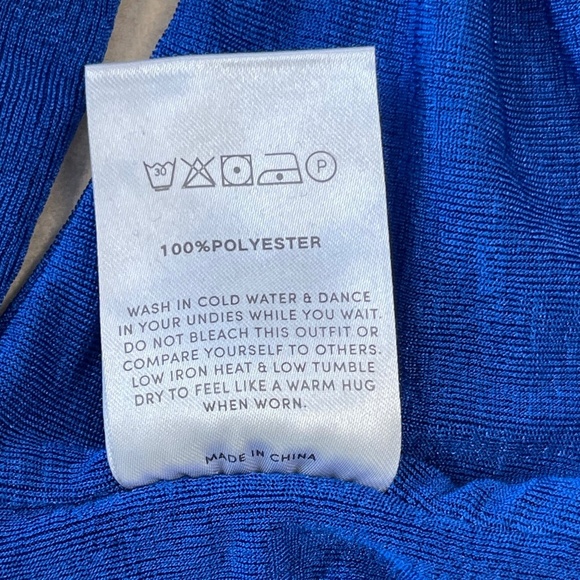 30 P
100%POLYESTER
WASH IN COLD WATER & DANCE
IN YOUR UNDIES WHILE YOU WAIT.
DO NOT BLEACH THIS OUTFIT OR
COMPARE YOURSELF TO OTHERS.
LOW IRON HEAT & LOW TUMBLE
DRY TO FEEL LIKE A WARM HUG
WHEN WORN.
MADE IN CHINA